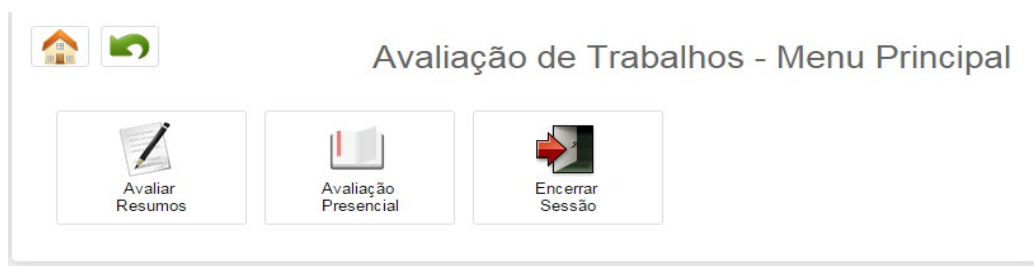 Avaliação de Trabalhos - Menu Principal
Avaliar
Resumos
Avaliação
Presencial
Encerrar
Sessão